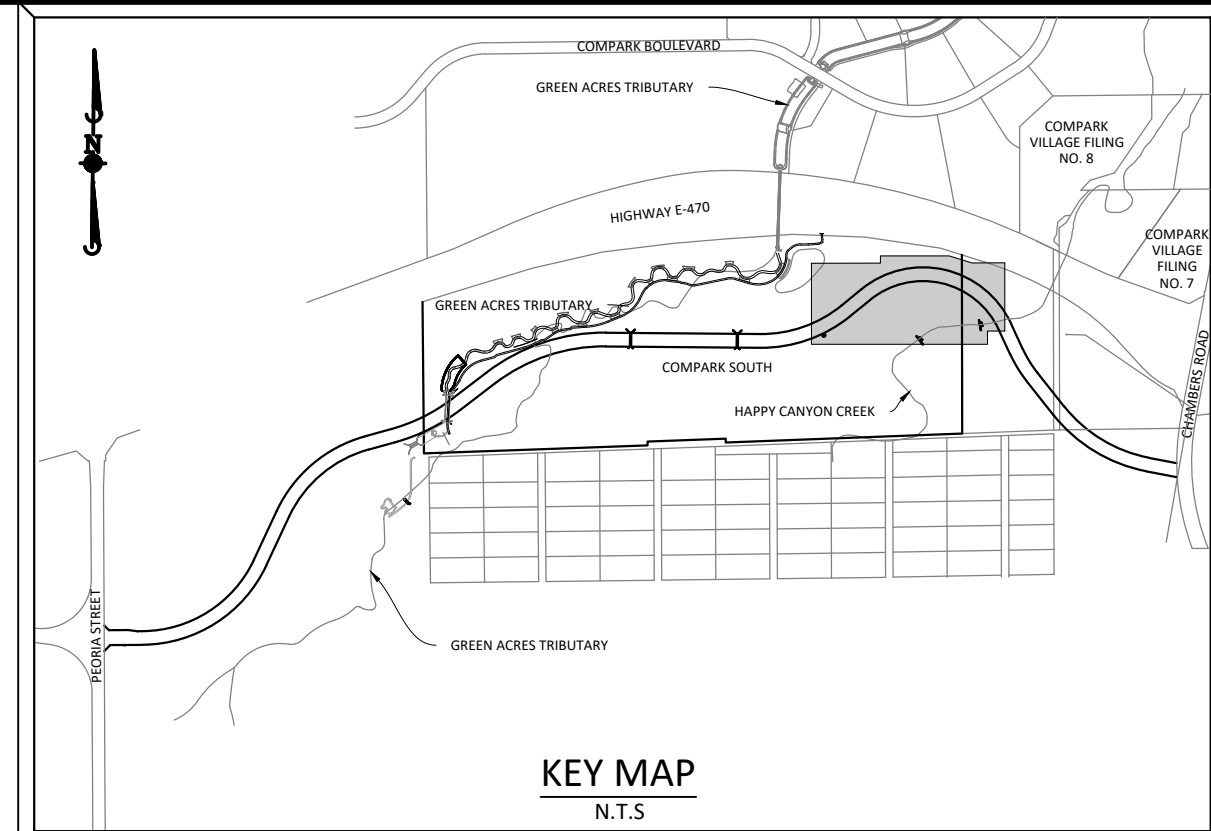 COMPARK BOULEVARD
GREEN ACRES TRIBUTARY
COMPARK
VILLAGE FILING
NO. 8
N
HIGHWAY E-470
COMPARK
VILLAGE
FILING
NO. 7
GREEN ACRES TRIBUTARY
COMPARK SOUTH
HAPPY CANYON CREEK
CHAMBERS ROAD
PEORIA STREET
GREEN ACRES TRIBUTARY
KEY MAP
N.T.S